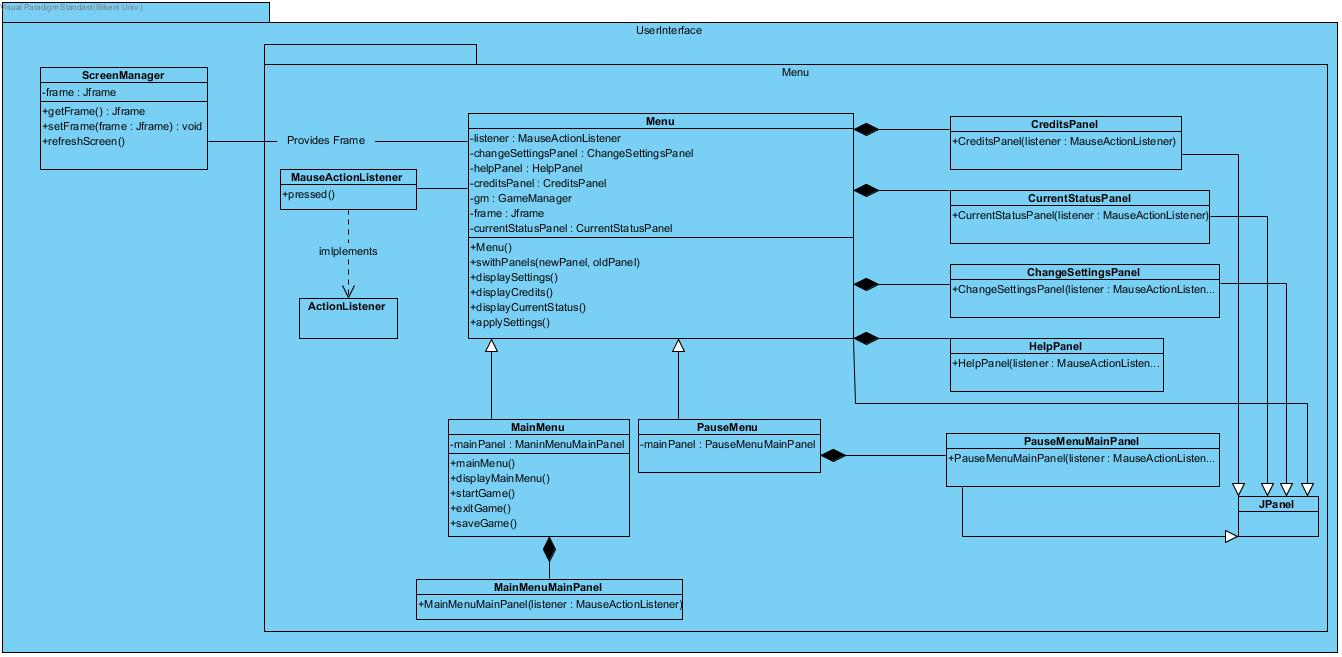 Visual Paradigm Standard(Bilkent Univ.)
UserInterface
Menu
ScreenManager
-frame : Jframe
+getFrame() : Jframe
+setFrame(frame : Jframe) : void
+refreshScreen()
Provides Frame
MauseActionListener
+pressed()
imlplements
ActionListener
Menu
-listener : MauseActionListener
-changeSettingsPanel : ChangeSettingsPanel
-helpPanel : HelpPanel
-creditsPanel : CreditsPanel
-gm : GameManager
-frame : Jframe
-currentStatusPanel : CurrentStatusPanel
+Menu()
+swithPanels(newPanel, oldPanel)
+displaySettings()
+displayCredits()
+displayCurrentStatus()
+applySettings()
CreditsPanel
+CreditsPanel(listener : MauseActionListener)
CurrentStatusPanel
+CurrentStatusPanel(listener : MauseActionListener)
ChangeSettingsPanel
+ChangeSettingsPanel(listener : MauseActionListen...
HelpPanel
+HelpPanel(listener : MauseActionListen...
MainMenu
-mainPanel : ManinMenuMainPanel
+mainMenu()
+displayMainMenu()
+startGame()
+exitGame()
+saveGame()
PauseMenu
-mainPanel : PauseMenuMainPanel
PauseMenuMainPanel
+PauseMenuMainPanel(listener : MauseActionListen...
JPanel
MainMenuMainPanel
+MainMenuMainPanel(listener : MauseActionListener)